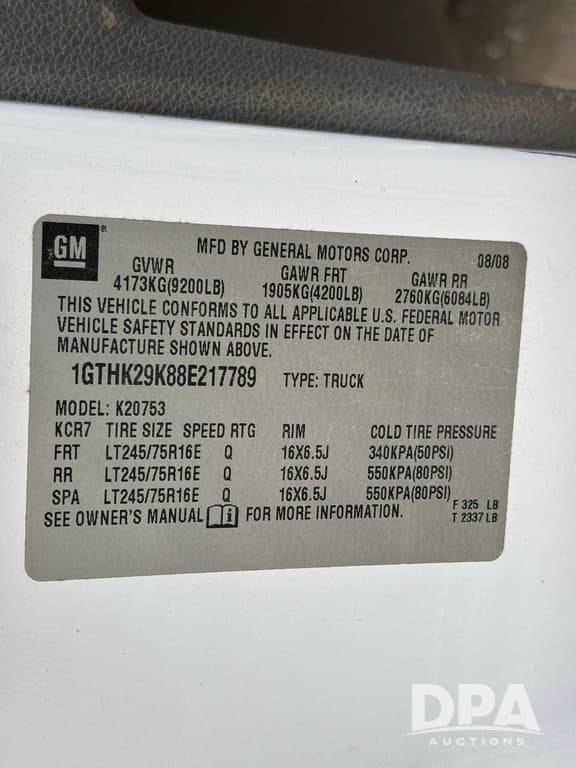 GM ®
MFD BY GENERAL MOTORS CORP. 08/08
GVWR GAWR FRT GAWR RR
4173KG(9200LB) 1905KG(4200LB) 2760KG(6084LB)
THIS VEHICLE CONFORMS TO ALL APPLICABLE U.S. FEDERAL MOTOR
VEHICLE SAFETY STANDARDS IN EFFECT ON THE DATE OF
MANUFACTURE SHOWN ABOVE.
1GTHK29K88E217789 TYPE: TRUCK
MODEL: K20753
KCR7 TIRE SIZE SPEED RTG RIM COLD TIRE PRESSURE
FRT LT245/75R16E Q 16X6.5J 340KPA(50PSI)
RR LT245/75R16E Q 16X6.5J 550KPA(80PSI)
SPA LT245/75R16E Q 16X6.5J 550KPA(80PSI)
SEE OWNER'S MANUAL i FOR MORE INFORMATION.
F 325 LB
T 2337 LB
DPA
AUCTIONS